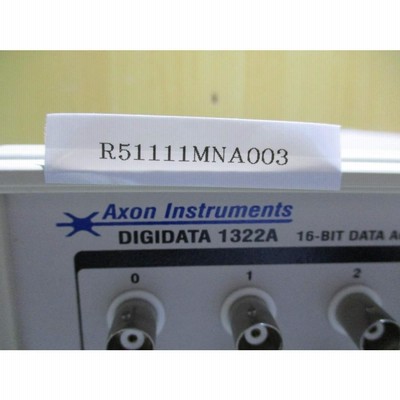 R51111MNA003
Axon Instruments
DIGIDATA 1322A 16-BIT DATA
0 1 2